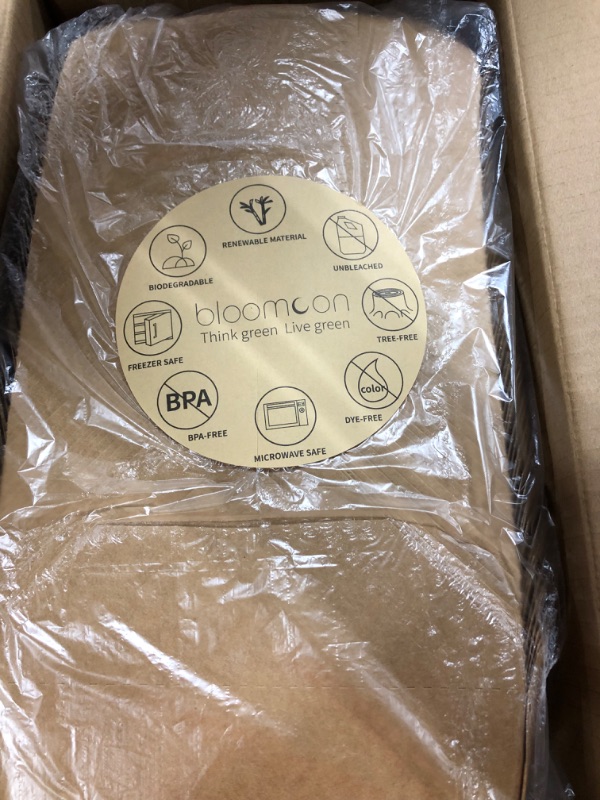 RENEWABLE MATERIAL
UNBLEACHED
BIODEGRADABLE
bloomoon
Think green Live green
TREE-FREE
FREEZER SAFE
color
DYE-FREE
BPA
BPA-FREE
MICROWAVE SAFE